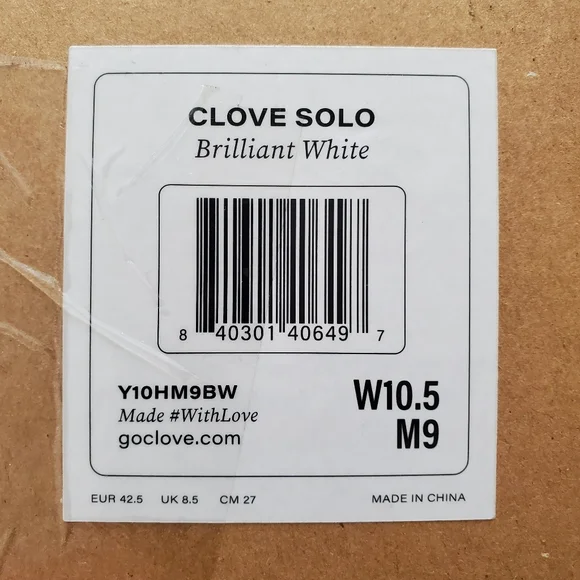 CLOVE SOLO
Brilliant White
8 40301 40649 7
Y10HM9BW
Made #WithLove
goclove.com
W10.5
M9
EUR 42.5 UK 8.5 CM 27 MADE IN CHINA